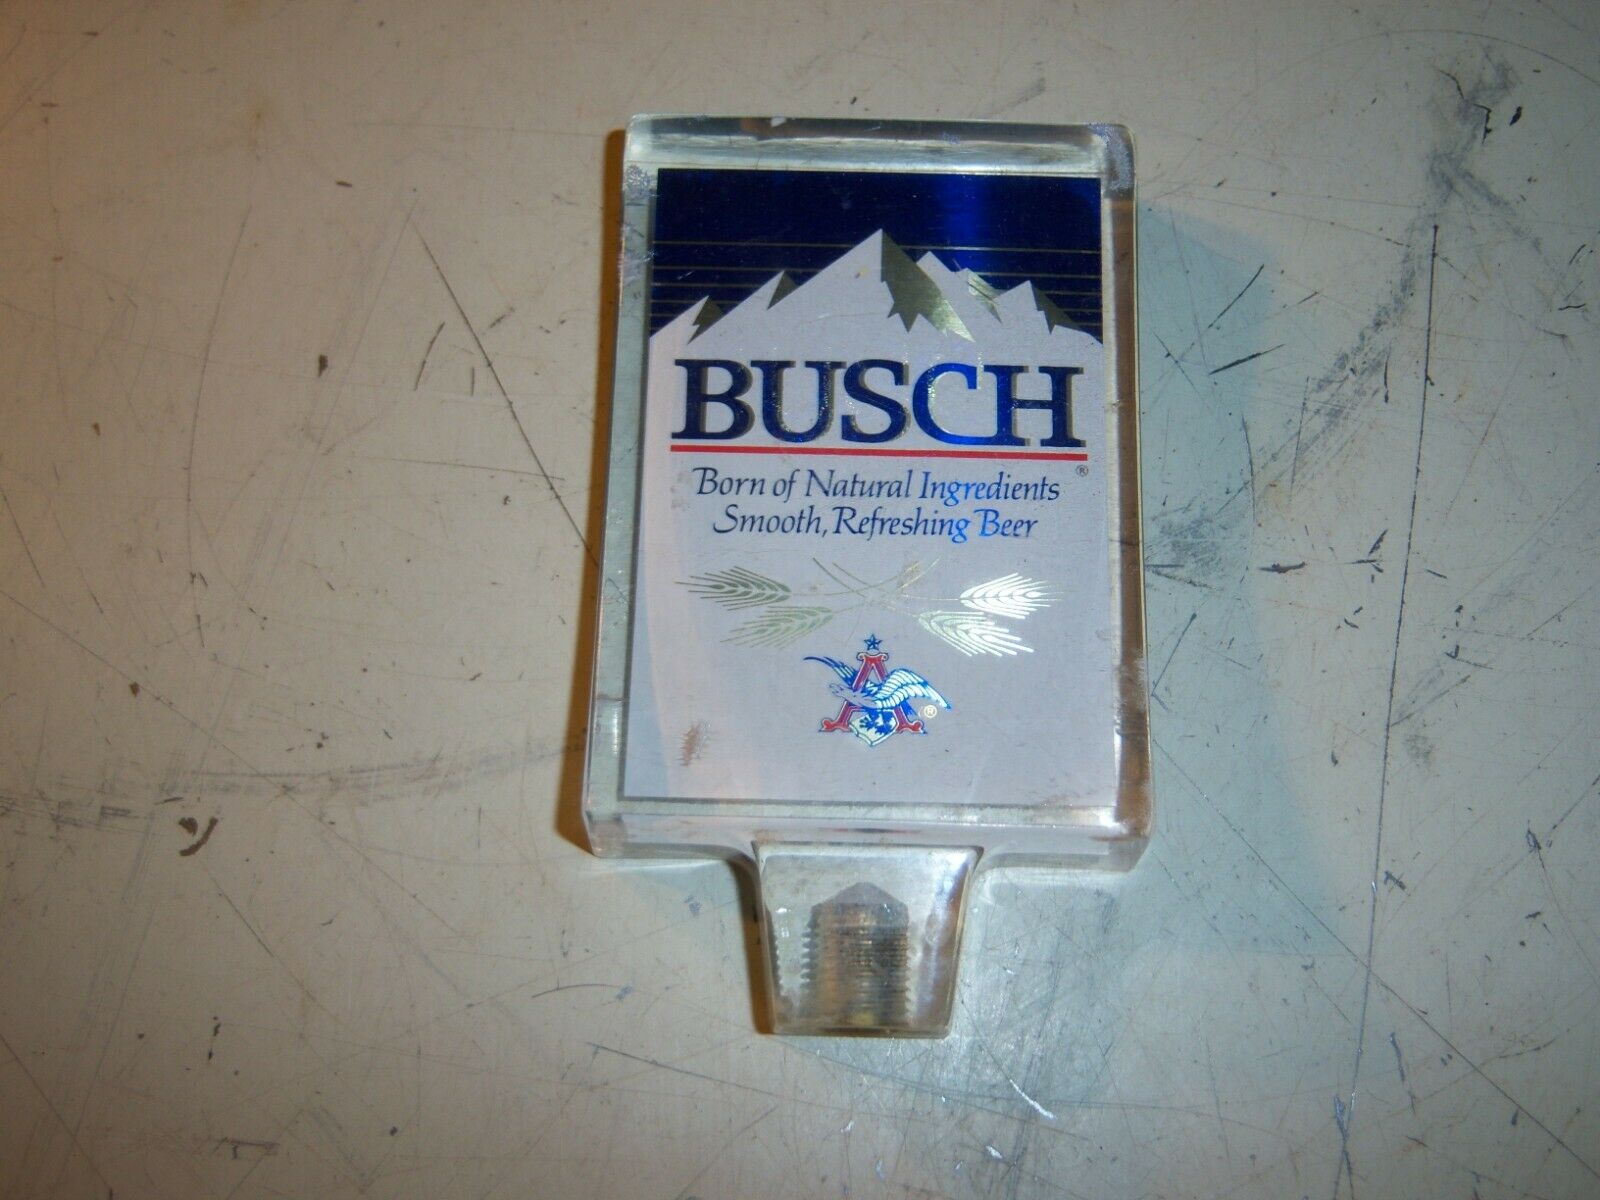 BUSCH
®
Born of Natural Ingredients
Smooth, Refreshing Beer
A ®